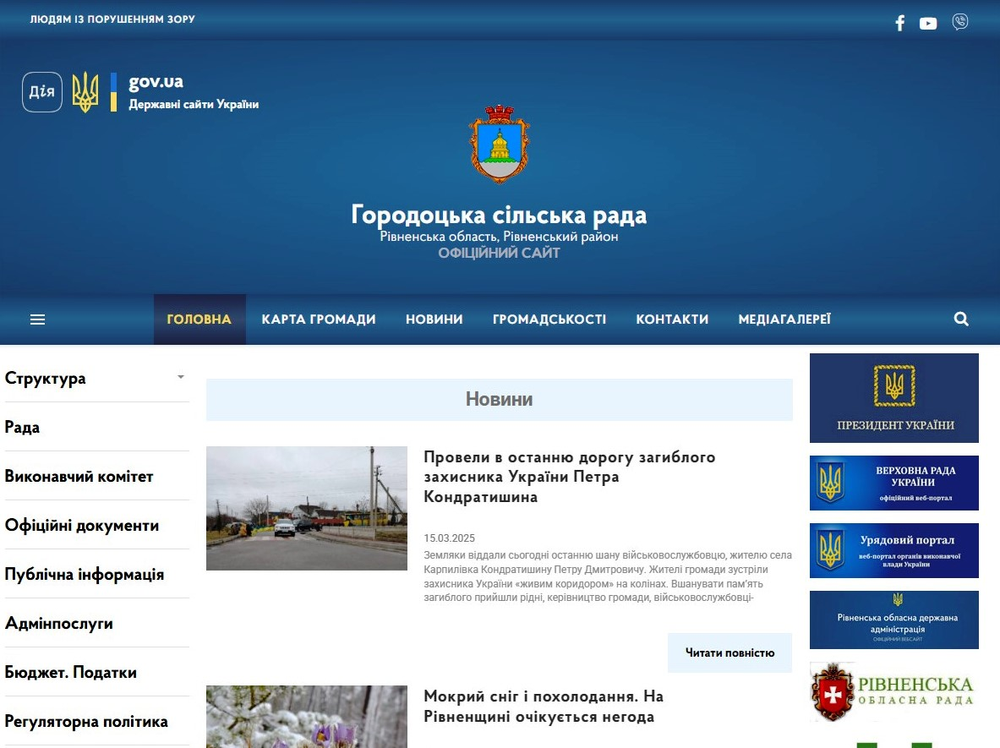 ЛЮДЯМ ІЗ ПОРУШЕННЯМ ЗОРУ
Дія
gov.ua
Державні сайти України
Городоцька сільська рада
Рівненська область, Рівненський район
ОФІЦІЙНИЙ САЙТ
ГОЛОВНА КАРТА ГРОМАДИ НОВИНИ ГРОМАДСЬКОСТІ КОНТАКТИ МЕДІАГАЛЕРЕЇ
Структура
Рада
Виконавчий комітет
Офіційні документи
Публічна інформація
Адмінпослуги
Бюджет. Податки
Регуляторна політика
Новини
Провели в останню дорогу загиблого
захисника України Петра
Кондратишина
15.03.2025
Земляки віддали сьогодні останню шану військовослужбовцю, жителю села
Карпилівка Кондратишину Петру Дмитровичу. Жителі громади зустріли
захисника України «живим коридором» на колінах. Вшанувати пам'ять
загиблого прийшли рідні, керівництво громади, військовослужбовці-
Читати повністю
Мокрий сніг і похолодання. На
Рівненщині очікується негода
ПРЕЗИДЕНТ УКРАЇНИ
ВЕРХОВНА РАДА
УКРАЇНИ
офіційний веб-портал
Урядовий портал
веб-портал органів виконавчої
влади України
Рівненська обласна державна
адміністрація
ОФІЦІЙНИЙ ВЕБСАЙТ
РІВНЕНСЬКА
ОБЛАСНА РАДА